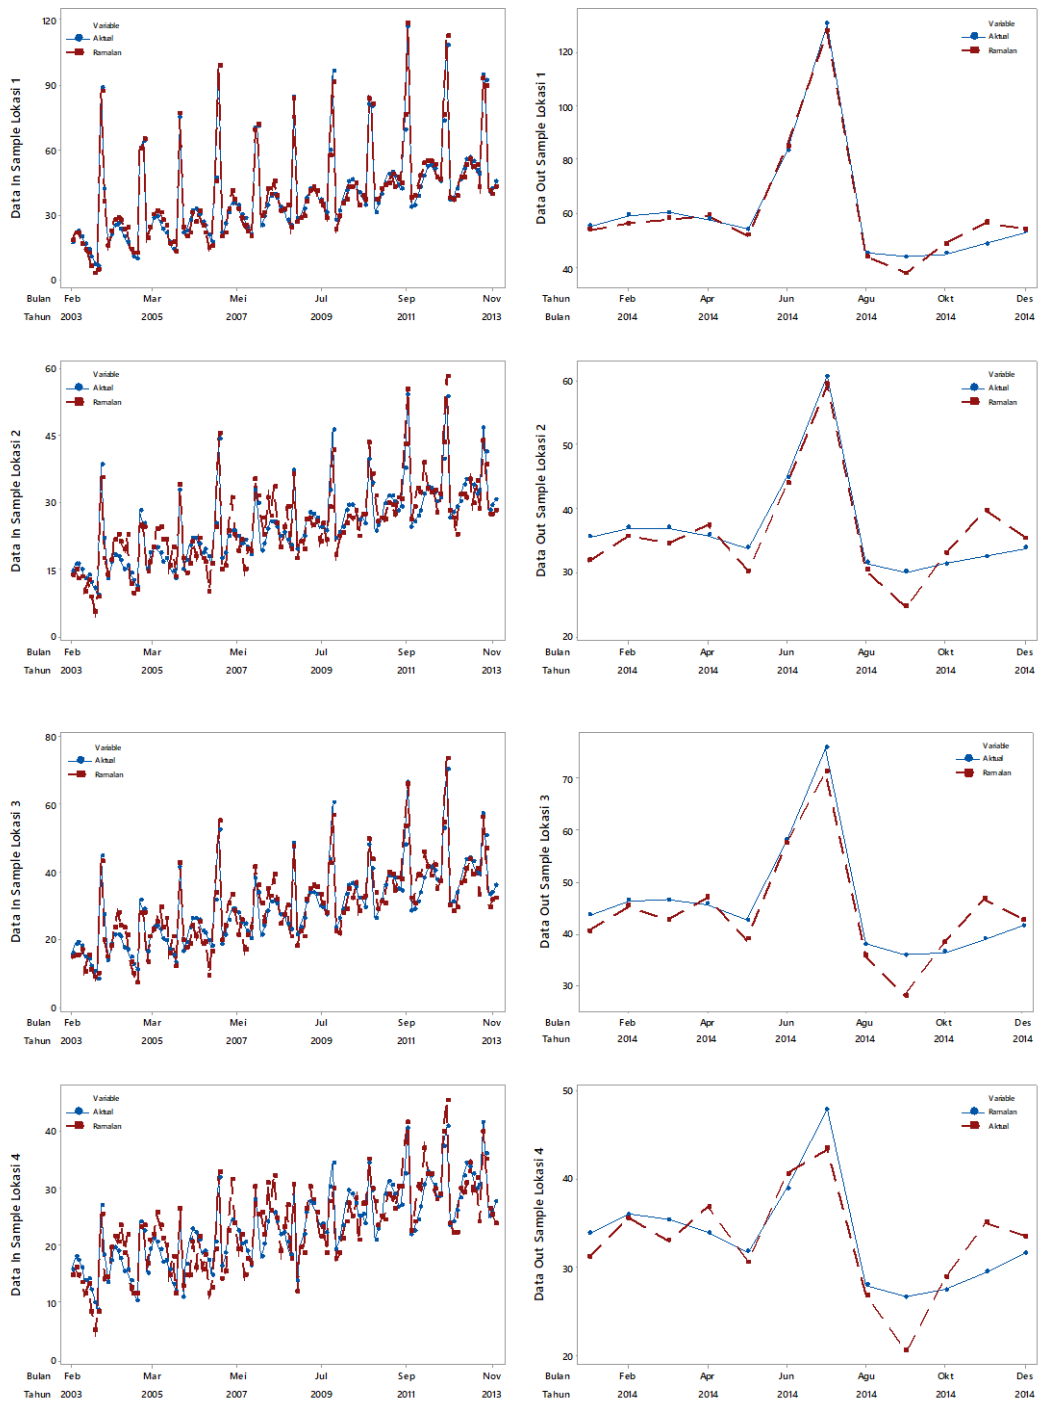 Data In Sample Lokasi 1
120
90
60
30
0
Variable
Aktual
Ramalan
Bulan Feb Mar Mei Jul Sep Nov
Tahun 2003 2005 2007 2009 2011 2013
Data Out Sample Lokasi 1
120
100
80
60
40
Variable
Aktual
Ramalan
Tahun Feb Apr Jun Agu Okt Des
Bulan 2014 2014 2014 2014 2014 2014
Data In Sample Lokasi 2
60
45
30
15
0
Variable
Aktual
Ramalan
Bulan Feb Mar Mei Jul Sep Nov
Tahun 2003 2005 2007 2009 2011 2013
Data Out Sample Lokasi 2
60
50
40
30
20
Variable
Aktual
Ramalan
Bulan Feb Apr Jun Agu Okt Des
Tahun 2014 2014 2014 2014 2014 2014
Data In Sample Lokasi 3
80
60
40
20
0
Variable
Aktual
Ramalan
Bulan Feb Mar Mei Jul Sep Nov
Tahun 2003 2005 2007 2009 2011 2013
Data Out Sample Lokasi 3
70
60
50
40
30
Variable
Aktual
Ramalan
Bulan Feb Apr Jun Agu Okt Des
Tahun 2014 2014 2014 2014 2014 2014
Data In Sample Lokasi 4
40
30
20
10
0
Variable
Aktual
Ramalan
Bulan Feb Mar Mei Jul Sep Nov
Tahun 2003 2005 2007 2009 2011 2013
Data Out Sample Lokasi 4
50
40
30
20
Variable
Ramalan
Aktual
Bulan Feb Apr Jun Agu Okt Des
Tahun 2014 2014 2014 2014 2014 2014